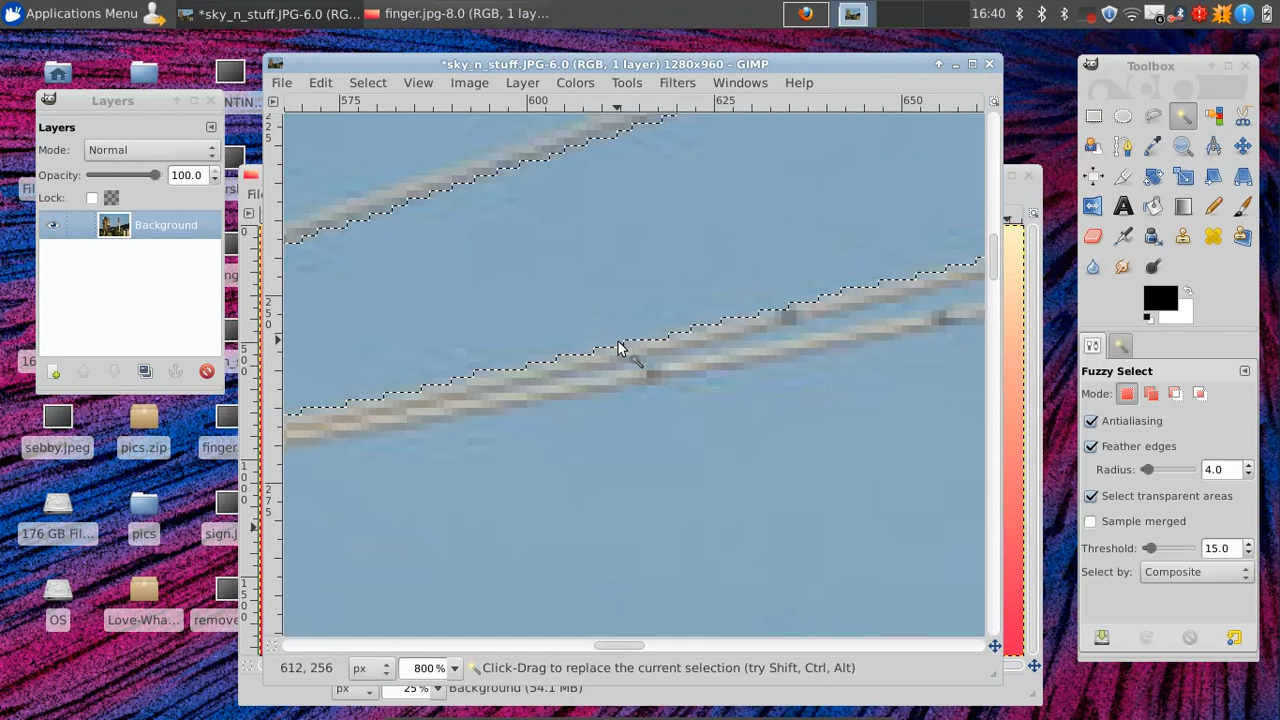 Applications Menu
*sky_n_stuff.JPG-6.0 (RG...
finger.jpg-8.0 (RGB, 1 lay...
16:40
*sky_n_stuff.JPG-6.0 (RGB, 1 layer) 1280x960 – GIMP
File Edit Select View Image Layer Colors Tools Filters Windows Help
575 600 625 650
Layers
Layers
Mode: Normal
Opacity: 100.0
Lock:
Background
sebby.jpeg
pics.zip
finger.
176 GB Fil...
pics
sign.j
OS
Love-Wha...
remove
612, 256
px
800%
Click-Drag to replace the current selection (try Shift, Ctrl, Alt)
px
25%
Background (54.1 MB)
Toolbox
Fuzzy Select
Mode:
Antialiasing
Feather edges
Radius: 4.0
Select transparent areas
Sample merged
Threshold: 15.0
Select by: Composite